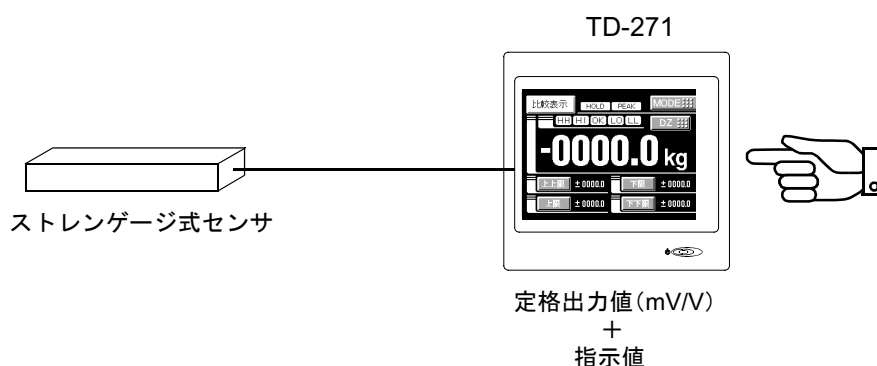 TD-271
比較表示 HOLD PEAK MODE
HH HI OK LO LL DZ
-0000.0 kg
上上限 ±0000.0 下限 ±0000.0
上限 ±0000.0 下下限 ±0000.0
ストレンゲージ式センサ
定格出力値(mV/V)
+
指示値